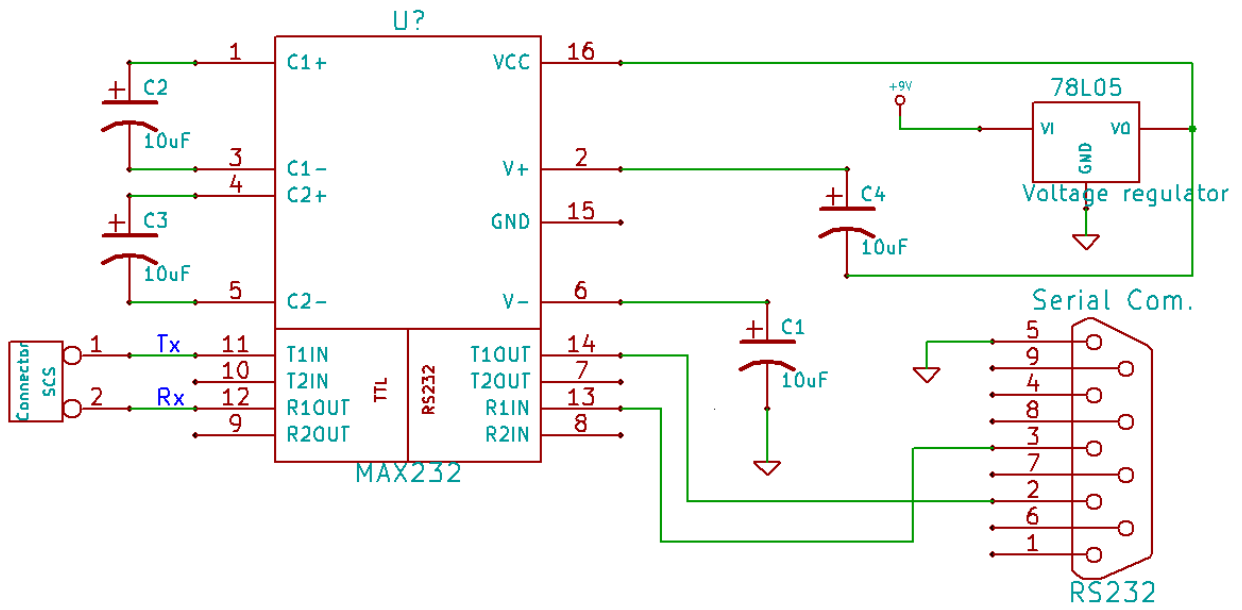 U?
1 C1+ VCC 16
+9V
78L05
C2
10uF
VI VO
GND
3 C1- V+ 2
4 C2+
Voltage regulator
C4
10uF
GND 15
C3
10uF
5 C2- V- 6
Serial Com.
C1
10uF
Connector
SCS
1 Tx 11 T1IN T1OUT 14
10 T2IN T2OUT 7
2 Rx 12 R1OUT R1IN 13
9 R2OUT R2IN 8
TTL
RS232
MAX232
5
9
4
8
3
7
2
6
1
RS232